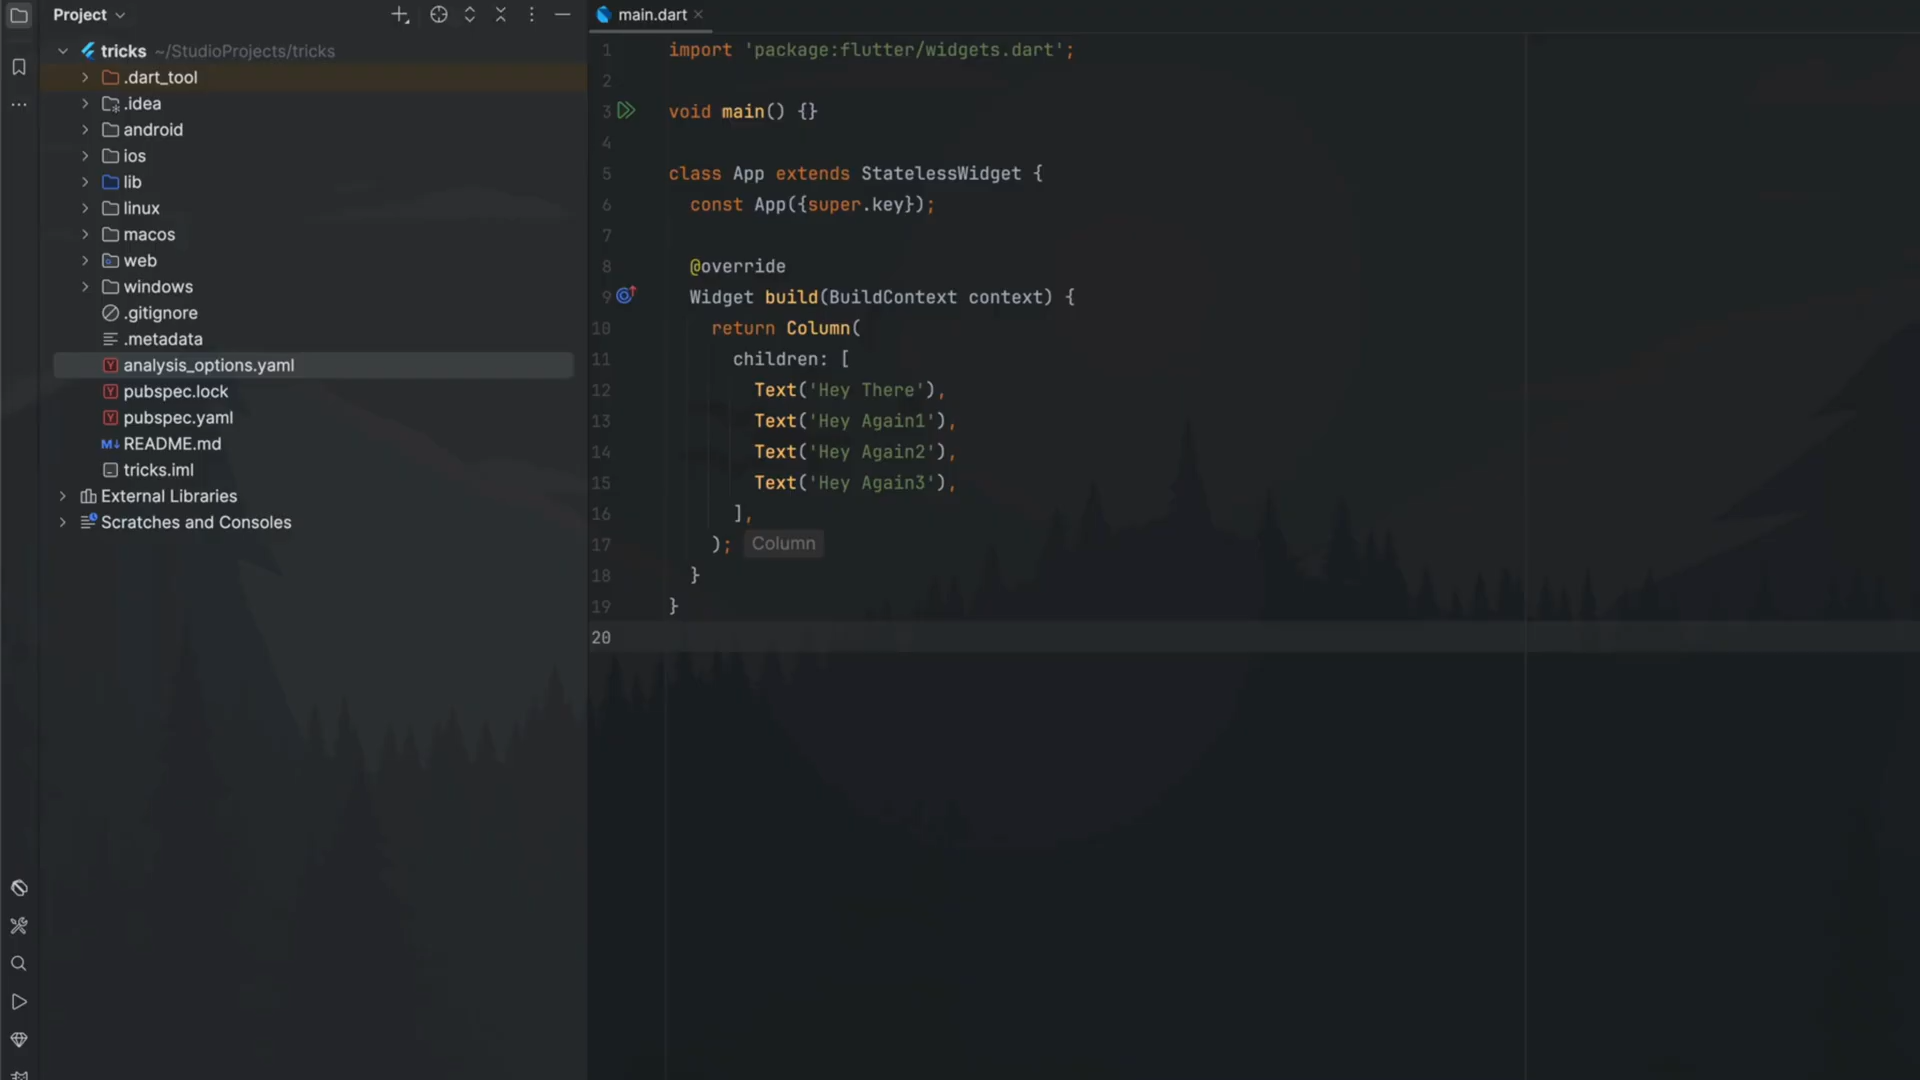 Project
tricks ~/StudioProjects/tricks
.dart_tool
.idea
android
ios
lib
linux
macos
web
windows
.gitignore
.metadata
analysis_options.yaml
pubspec.lock
pubspec.yaml
M↓ README.md
tricks.iml
External Libraries
Scratches and Consoles
main.dart
1 import 'package:flutter/widgets.dart';
2
3 void main() {}
4
5 class App extends StatelessWidget {
6 const App({super.key});
7
8 @override
9 Widget build(BuildContext context) {
10 return Column(
11 children: [
12 Text('Hey There'),
13 Text('Hey Again1'),
14 Text('Hey Again2'),
15 Text('Hey Again3'),
16 ],
17 ); Column
18 }
19 }
20